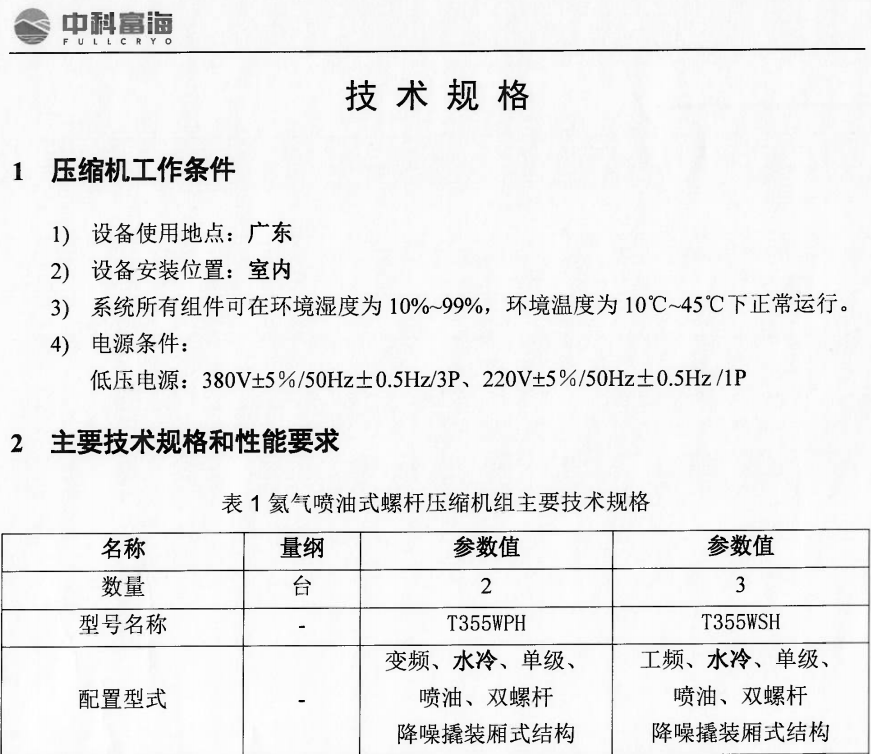 中科富海
FULLCRYO
技术规格
1 压缩机工作条件
1) 设备使用地点：广东
2) 设备安装位置：室内
3) 系统所有组件可在环境湿度为 10%~99%，环境温度为 10℃~45℃下正常运行。
4) 电源条件：
低压电源：380V±5%/50Hz±0.5Hz/3P、220V±5%/50Hz±0.5Hz /1P
2 主要技术规格和性能要求
表 1 氦气喷油式螺杆压缩机组主要技术规格
名称 量纲 参数值 参数值
数量 台 2 3
型号名称 - T355WPH T355WSH
配置型式 - 变频、水冷、单级、 工频、水冷、单级、
喷油、双螺杆 喷油、双螺杆
降噪撬装厢式结构 降噪撬装厢式结构